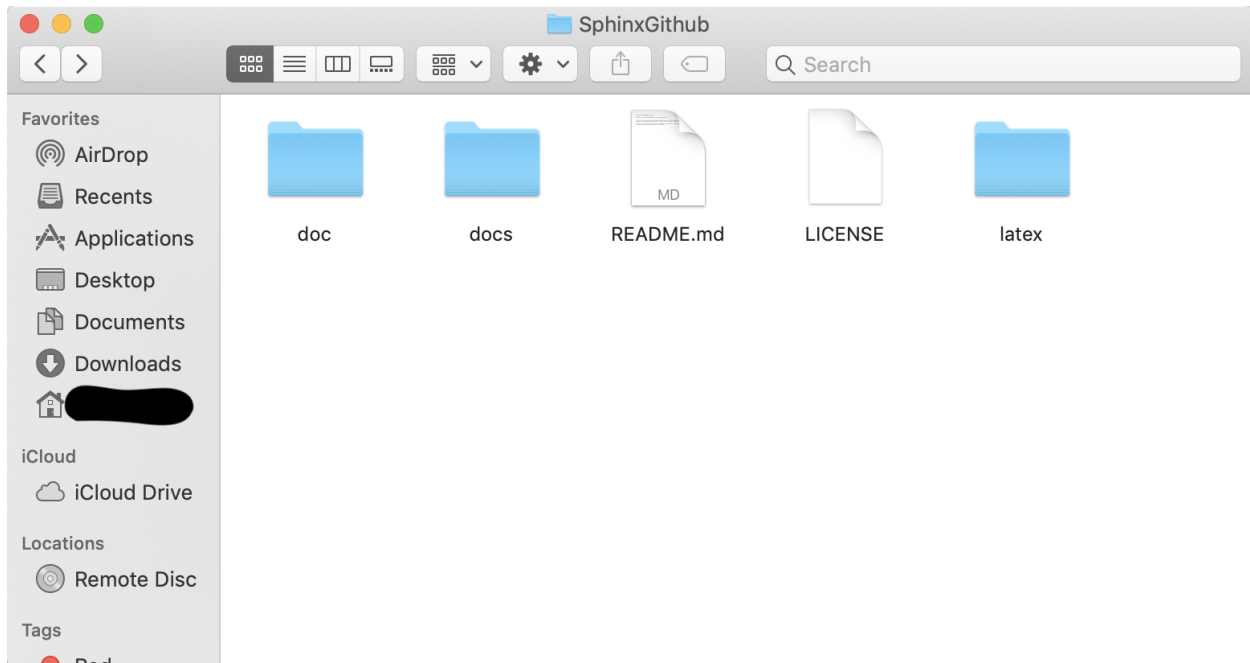 SphinxGithub
Search
Favorites
AirDrop
Recents
Applications
Desktop
Documents
Downloads
iCloud
iCloud Drive
Locations
Remote Disc
Tags
Red
MD
doc
docs
README.md
LICENSE
latex